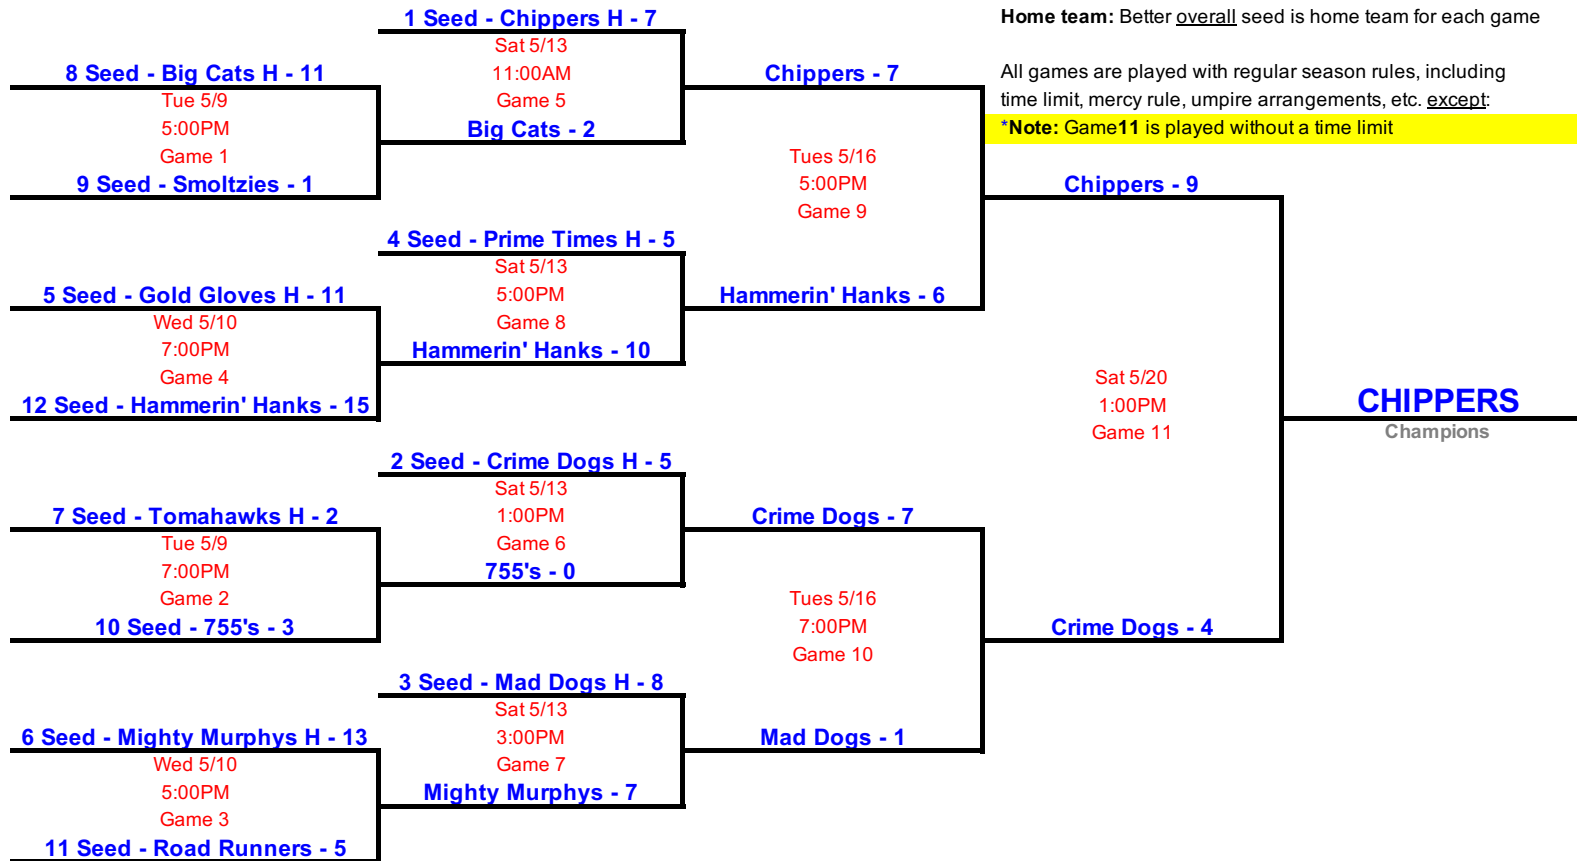 1 Seed - Chippers H - 7
Home team: Better overall seed is home team for each game
Sat 5/13
8 Seed - Big Cats H - 11
11:00AM
Chippers - 7
All games are played with regular season rules, including
Tue 5/9
Game 5
time limit, mercy rule, umpire arrangements, etc. except:
5:00PM
Big Cats - 2
*Note: Game11 is played without a time limit
Game 1
Tues 5/16
9 Seed - Smoltzies - 1
5:00PM
Chippers - 9
Game 9
4 Seed - Prime Times H - 5
Sat 5/13
5 Seed - Gold Gloves H - 11
5:00PM
Hammerin' Hanks - 6
Wed 5/10
Game 8
7:00PM
Hammerin' Hanks - 10
Game 4
Sat 5/20
12 Seed - Hammerin' Hanks - 15
1:00PM
CHIPPERS
Game 11
Champions
2 Seed - Crime Dogs H - 5
Sat 5/13
7 Seed - Tomahawks H - 2
1:00PM
Crime Dogs - 7
Tue 5/9
Game 6
7:00PM
755's - 0
Game 2
Tues 5/16
10 Seed - 755's - 3
7:00PM
Crime Dogs - 4
Game 10
3 Seed - Mad Dogs H - 8
Sat 5/13
6 Seed - Mighty Murphys H - 13
3:00PM
Mad Dogs - 1
Wed 5/10
Game 7
5:00PM
Mighty Murphys - 7
Game 3
11 Seed - Road Runners - 5